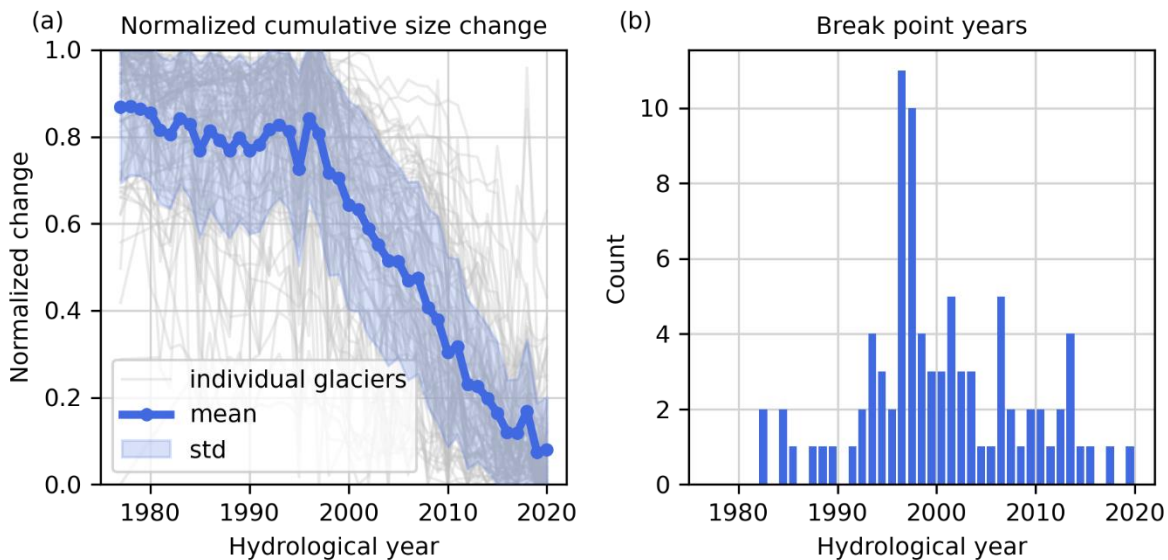 (a)
Normalized cumulative size change
1.0
0.8
0.6
0.4
0.2
0.0
Normalized change
individual glaciers
mean
std
1980
1990
2000
2010
2020
Hydrological year
(b)
Break point years
10
8
6
4
2
0
Count
1980
1990
2000
2010
2020
Hydrological year